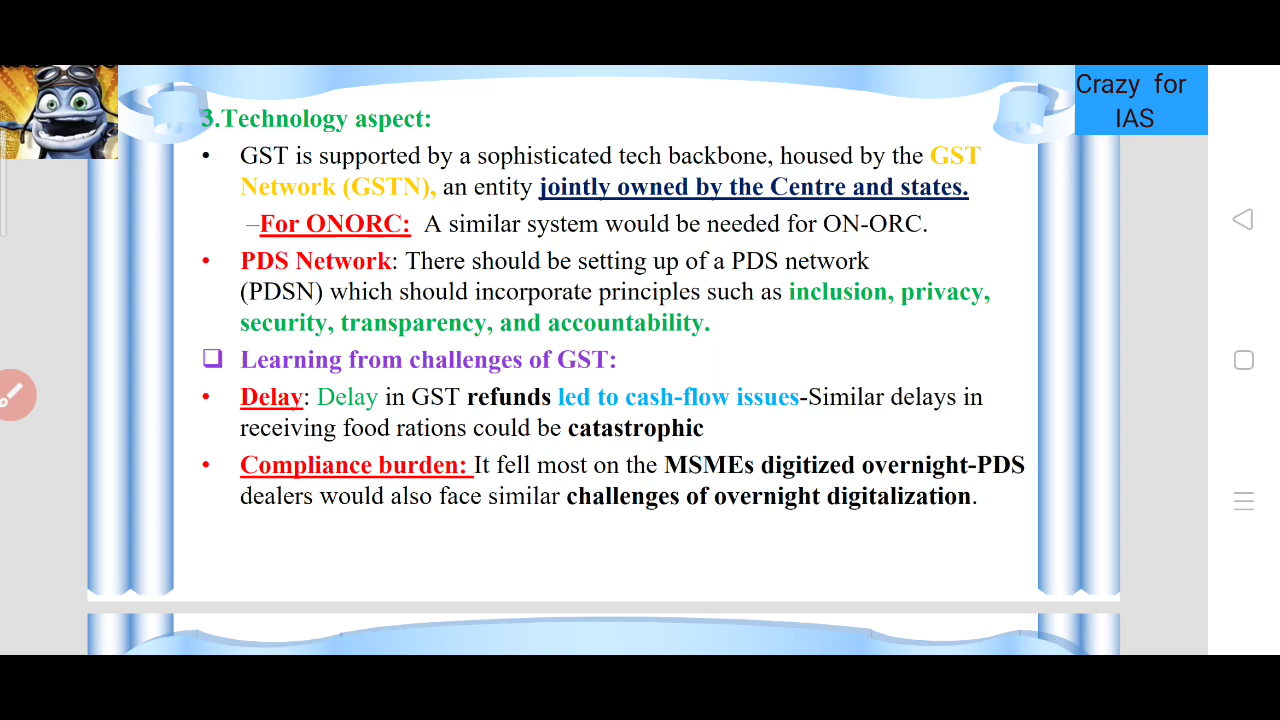 Crazy for
IAS
3.Technology aspect:
• GST is supported by a sophisticated tech backbone, housed by the GST
Network (GSTN), an entity jointly owned by the Centre and states.
–For ONORC: A similar system would be needed for ON-ORC.
• PDS Network: There should be setting up of a PDS network
(PDSN) which should incorporate principles such as inclusion, privacy,
security, transparency, and accountability.
❑ Learning from challenges of GST:
• Delay: Delay in GST refunds led to cash-flow issues-Similar delays in
receiving food rations could be catastrophic
• Compliance burden: It fell most on the MSMEs digitized overnight-PDS
dealers would also face similar challenges of overnight digitalization.